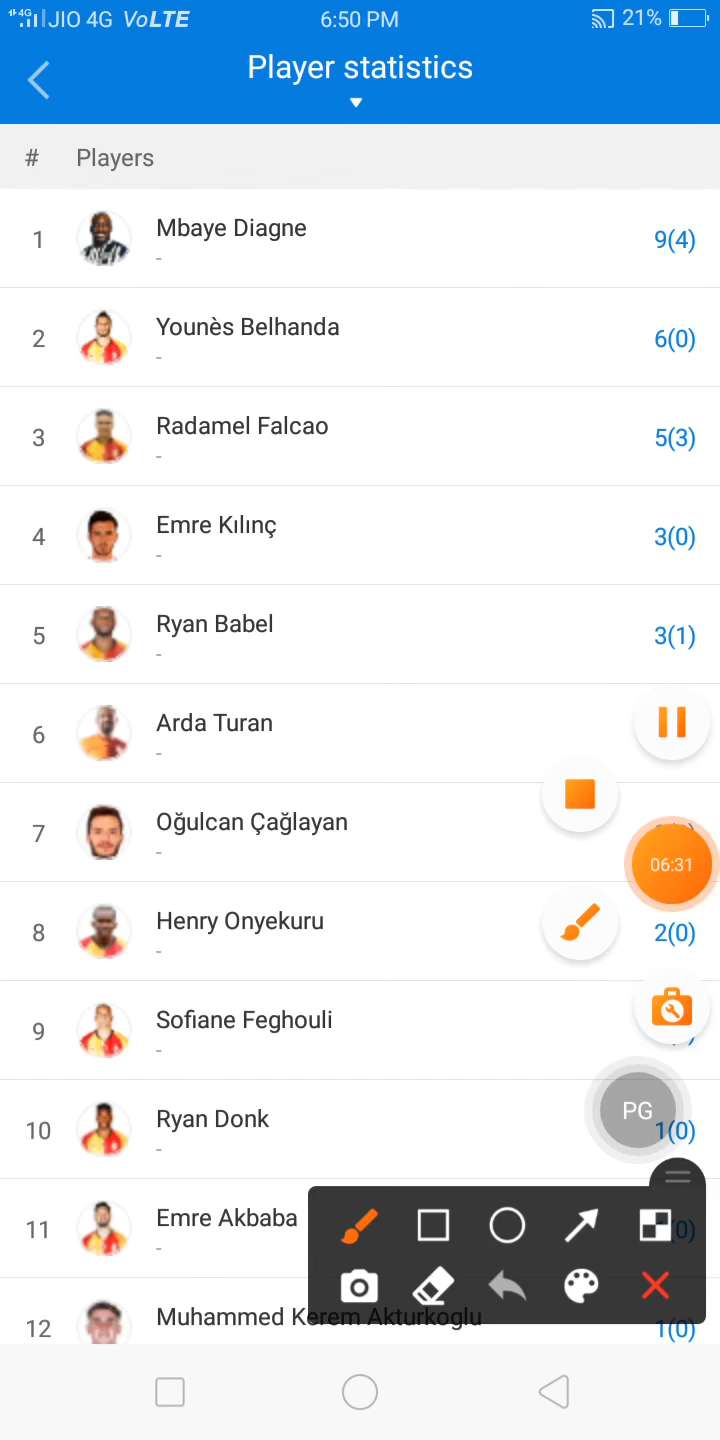 4G JIO 4G VoLTE 6:50 PM 21%
Player statistics
# Players
1 Mbaye Diagne 9(4)
-
2 Younès Belhanda 6(0)
-
3 Radamel Falcao 5(3)
-
4 Emre Kılınç 3(0)
-
5 Ryan Babel 3(1)
-
6 Arda Turan
-
7 Oğulcan Çağlayan
-
06:31
8 Henry Onyekuru 2(0)
-
9 Sofiane Feghouli
-
PG
10 Ryan Donk 1(0)
-
11 Emre Akbaba
-
12 Muhammed Kerem Akturkoglu 1(0)